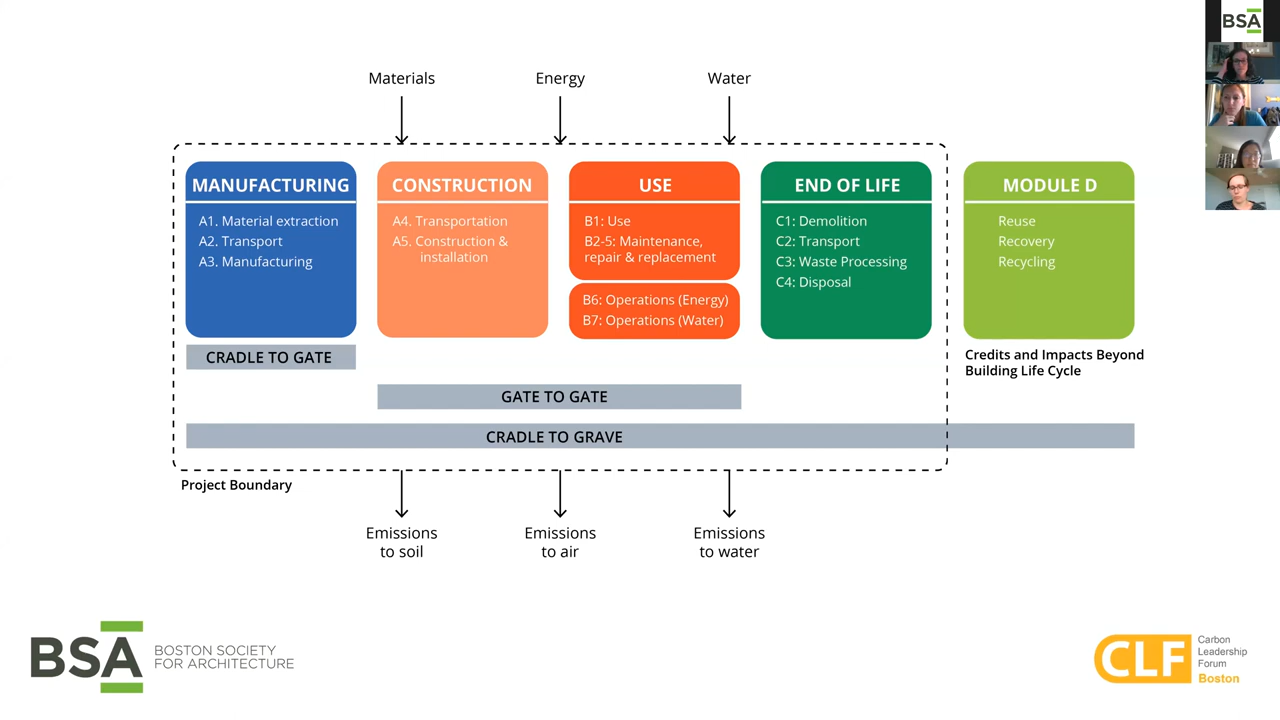 BSA
Materials
Energy
Water
MANUFACTURING
A1. Material extraction
A2. Transport
A3. Manufacturing
CONSTRUCTION
A4. Transportation
A5. Construction &
installation
USE
B1: Use
B2-5: Maintenance,
repair & replacement
B6: Operations (Energy)
B7: Operations (Water)
END OF LIFE
C1: Demolition
C2: Transport
C3: Waste Processing
C4: Disposal
MODULE D
Reuse
Recovery
Recycling
Credits and Impacts Beyond
Building Life Cycle
CRADLE TO GATE
GATE TO GATE
CRADLE TO GRAVE
Project Boundary
Emissions
to soil
Emissions
to air
Emissions
to water
BSA
BOSTON SOCIETY
FOR ARCHITECTURE
CLF
Carbon
Leadership
Forum
Boston